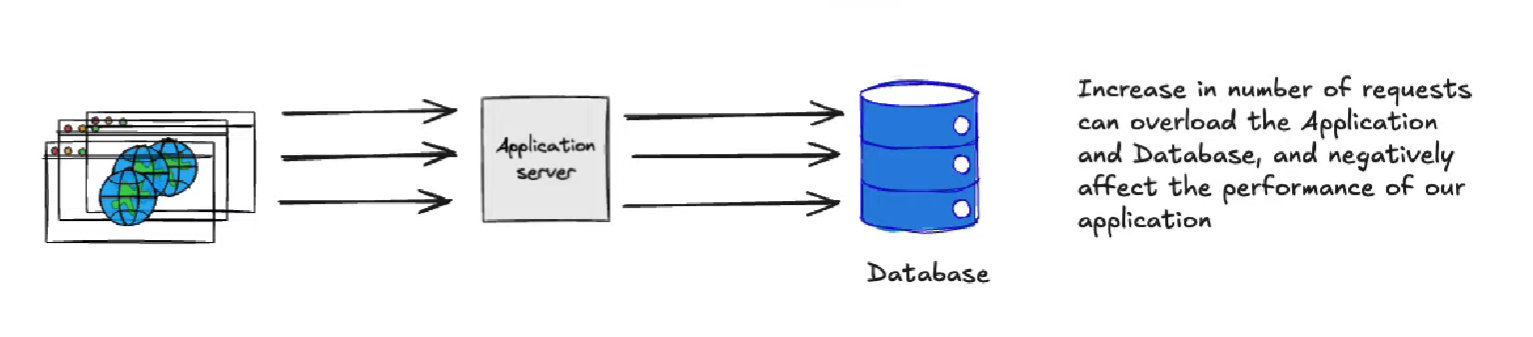 Application
server
Database
Increase in number of requests
can overload the Application
and Database, and negatively
affect the performance of our
application